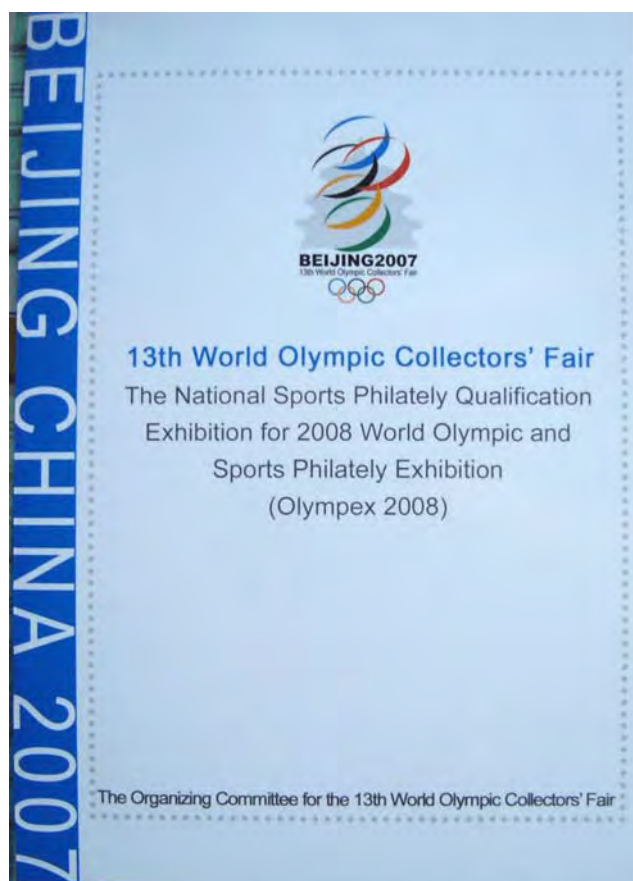 BEIJING CHINA 2007
BEIJING2007
13th World Olympic Collectors' Fair
13th World Olympic Collectors' Fair
The National Sports Philately Qualification
Exhibition for 2008 World Olympic and
Sports Philately Exhibition
(Olympex 2008)
The Organizing Committee for the 13th World Olympic Collectors' Fair